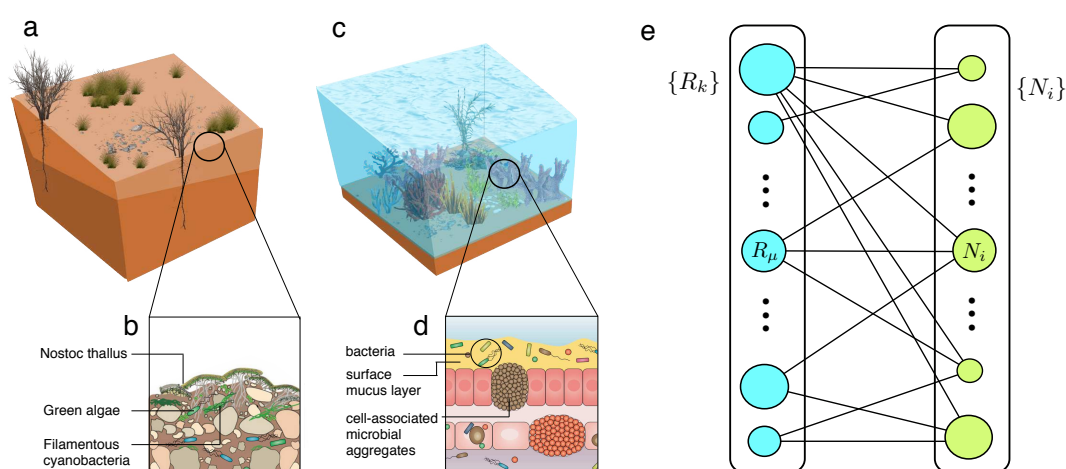 a
b
Nostoc thallus
Green algae
Filamentous
cyanobacteria
c
d
bacteria
surface
mucus layer
cell-associated
microbial
aggregates
e
{R_k}
{N_i}
R_μ
N_i